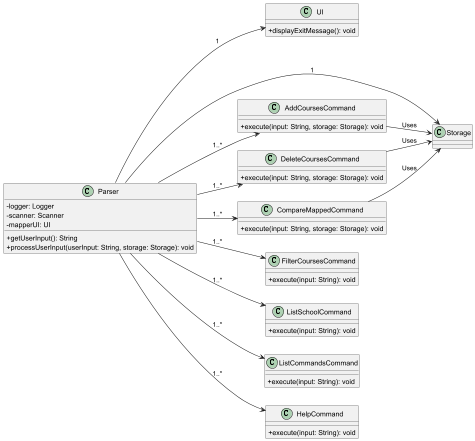 C UI
+displayExitMessage(): void
1
1
C AddCoursesCommand
+execute(input: String, storage: Storage): void
Uses
C Storage
1..*
C DeleteCoursesCommand
+execute(input: String, storage: Storage): void
Uses
1..*
C Parser
-logger: Logger
-scanner: Scanner
-mapperUI: UI
+getUserInput(): String
+processUserInput(userInput: String, storage: Storage): void
C CompareMappedCommand
+execute(input: String, storage: Storage): void
Uses
1..*
C FilterCoursesCommand
+execute(input: String): void
1..*
C ListSchoolCommand
+execute(input: String): void
1..*
C ListCommandsCommand
+execute(input: String): void
1..*
C HelpCommand
+execute(input: String): void
1..*